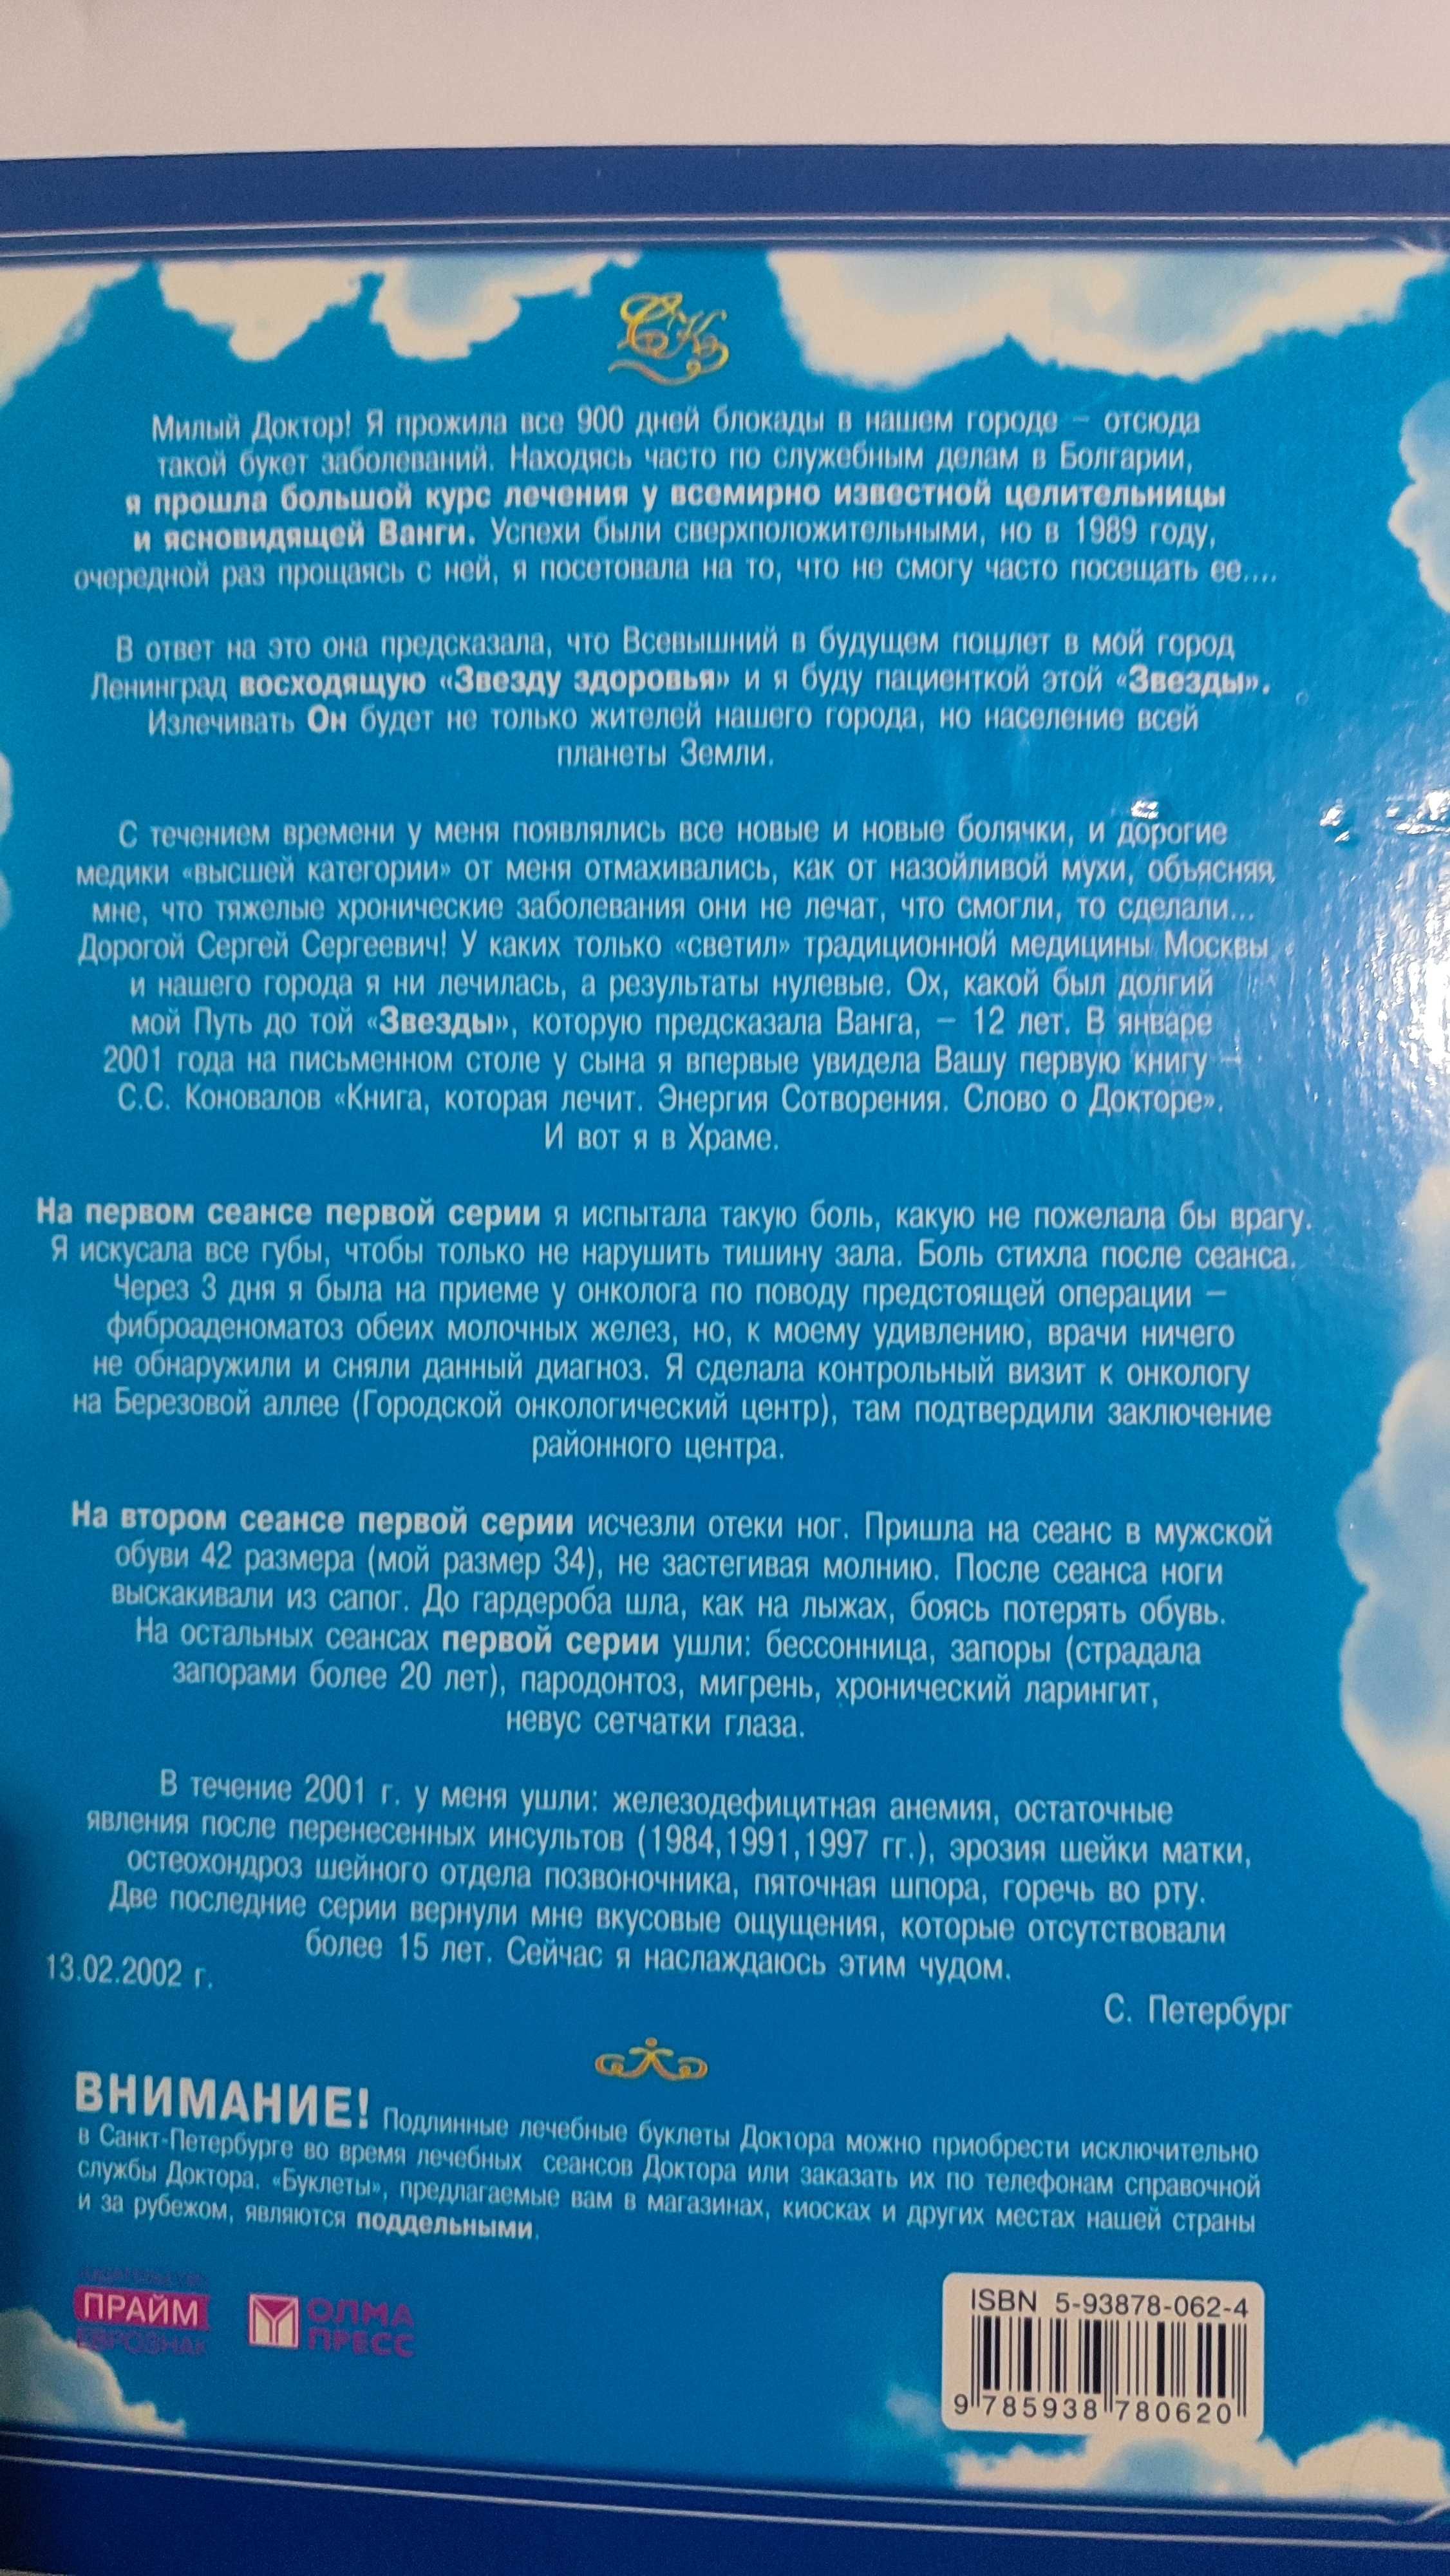 СК
Милый Доктор! Я прожила все 900 дней блокады в нашем городе – отсюда
такой букет заболеваний. Находясь часто по служебным делам в Болгарии,
я прошла большой курс лечения у всемирно известной целительницы
и ясновидящей Ванги. Успехи были сверхположительными, но в 1989 году,
очередной раз прощаясь с ней, я посетовала на то, что не смогу часто посещать ее....
В ответ на это она предсказала, что Всевышний в будущем пошлет в мой город
Ленинград восходящую «Звезду здоровья» и я буду пациенткой этой «Звезды».
Излечивать Он будет не только жителей нашего города, но население всей
планеты Земли.
С течением времени у меня появлялись все новые и новые болячки, и дорогие
медики «высшей категории» от меня отмахивались, как от назойливой мухи, объясняя
мне, что тяжелые хронические заболевания они не лечат, что смогли, то сделали...
Дорогой Сергей Сергеевич! У каких только «светил» традиционной медицины Москвы
и нашего города я ни лечилась, а результаты нулевые. Ох, какой был долгий
мой Путь до той «Звезды», которую предсказала Ванга, – 12 лет. В январе
2001 года на письменном столе у сына я впервые увидела Вашу первую книгу –
С.С. Коновалов «Книга, которая лечит. Энергия Сотворения. Слово о Докторе».
И вот я в Храме.
На первом сеансе первой серии я испытала такую боль, какую не пожелала бы врагу.
Я искусала все губы, чтобы только не нарушить тишину зала. Боль стихла после сеанса.
Через 3 дня я была на приеме у онколога по поводу предстоящей операции –
фиброаденоматоз обеих молочных желез, но, к моему удивлению, врачи ничего
не обнаружили и сняли данный диагноз. Я сделала контрольный визит к онкологу
на Березовой аллее (Городской онкологический центр), там подтвердили заключение
районного центра.
На втором сеансе первой серии исчезли отеки ног. Пришла на сеанс в мужской
обуви 42 размера (мой размер 34), не застегивая молнию. После сеанса ноги
выскакивали из сапог. До гардероба шла, как на лыжах, боясь потерять обувь.
На остальных сеансах первой серии ушли: бессонница, запоры (страдала
запорами более 20 лет), пародонтоз, мигрень, хронический ларингит,
невус сетчатки глаза.
В течение 2001 г. у меня ушли: железодефицитная анемия, остаточные
явления после перенесенных инсультов (1984,1991,1997 гг.), эрозия шейки матки,
остеохондроз шейного отдела позвоночника, пяточная шпора, горечь во рту.
Две последние серии вернули мне вкусовые ощущения, которые отсутствовали
более 15 лет. Сейчас я наслаждаюсь этим чудом.
13.02.2002 г.
С. Петербург
ВНИМАНИЕ! Подлинные лечебные буклеты Доктора можно приобрести исключительно
в Санкт-Петербурге во время лечебных сеансов Доктора или заказать их по телефонам справочной
службы Доктора. «Буклеты», предлагаемые вам в магазинах, киосках и других местах нашей страны
и за рубежом, являются поддельными.
ПРАЙМ
ЕВРОЗНАК
ОЛМА
ПРЕСС
ISBN 5-93878-062-4
9 785938 780620